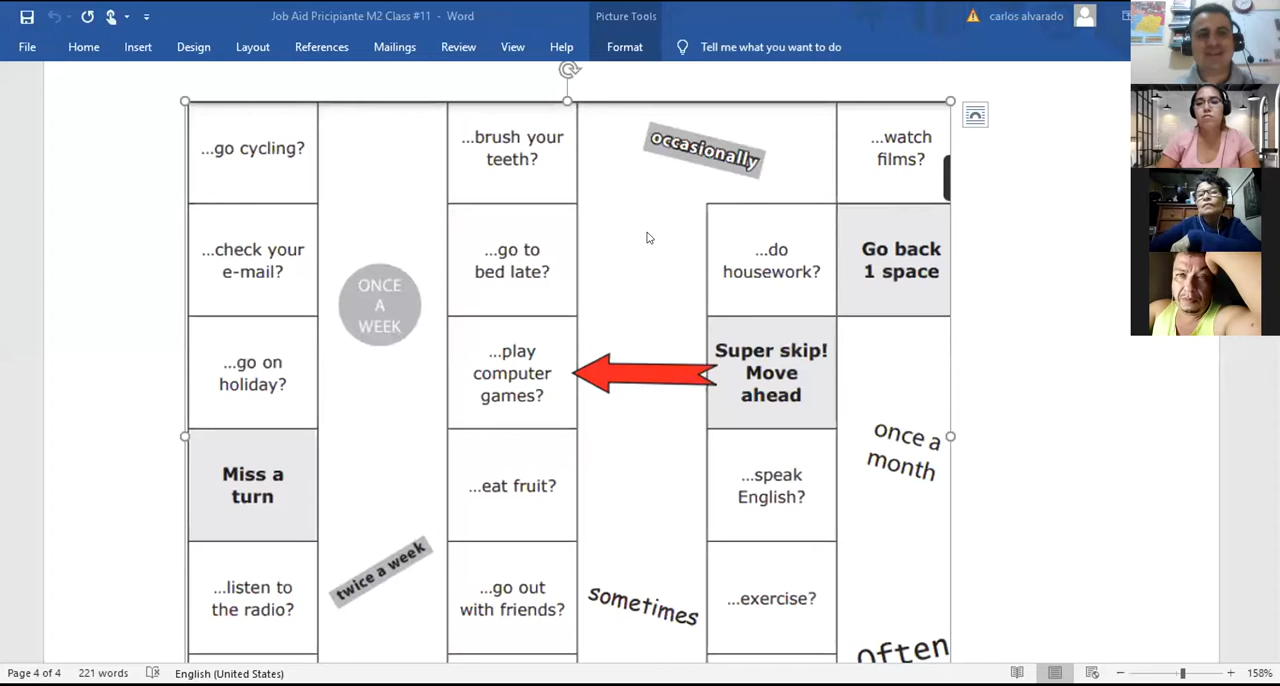 Job Aid Pricipiante M2 Class #11 - Word
Picture Tools
carlos alvarado
File Home Insert Design Layout References Mailings Review View Help Format Tell me what you want to do
...go cycling?
...brush your
teeth?
occasionally
...watch
films?
...check your
e-mail?
ONCE
A
WEEK
...go to
bed late?
...do
housework?
Go back
1 space
...go on
holiday?
...play
computer
games?
Super skip!
Move
ahead
once a
month
Miss a
turn
...eat fruit?
...speak
English?
...listen to
the radio?
twice a week
...go out
with friends?
sometimes
...exercise?
often
Page 4 of 4 221 words English (United States) 158%